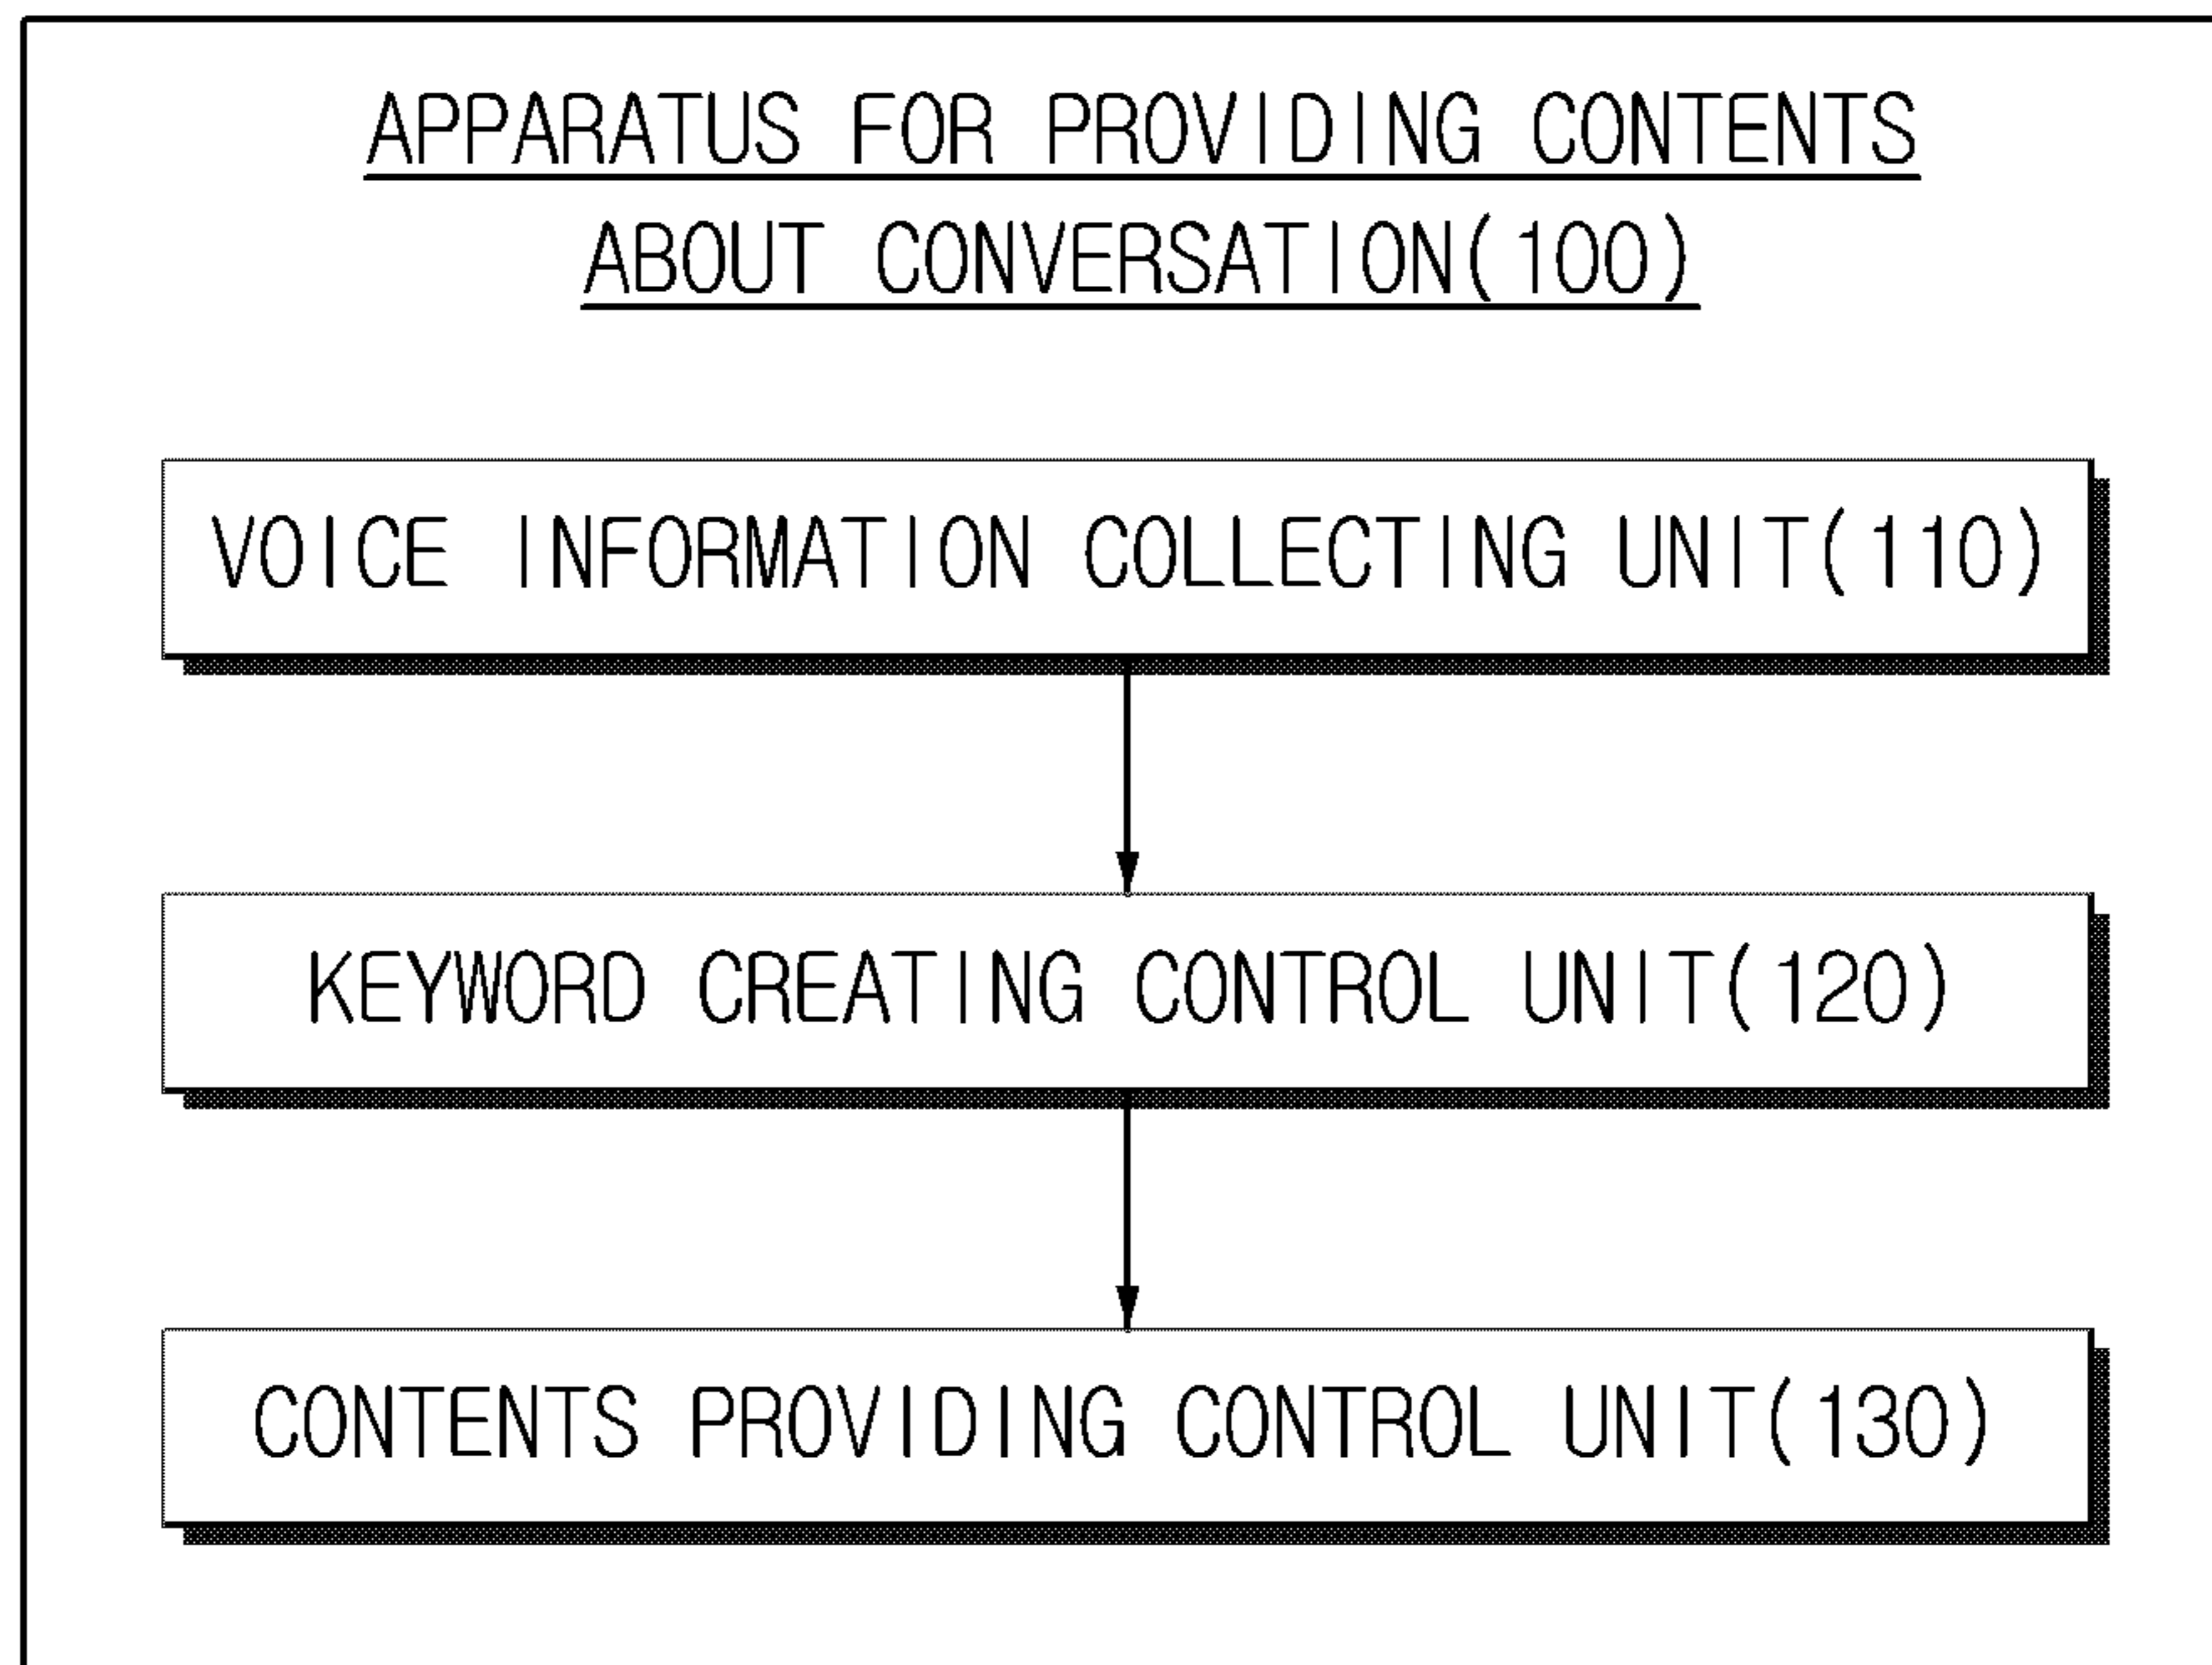 APPARATUS FOR PROVIDING CONTENTS
ABOUT CONVERSATION(100)
VOICE INFORMATION COLLECTING UNIT(110)
KEYWORD CREATING CONTROL UNIT(120)
CONTENTS PROVIDING CONTROL UNIT(130)